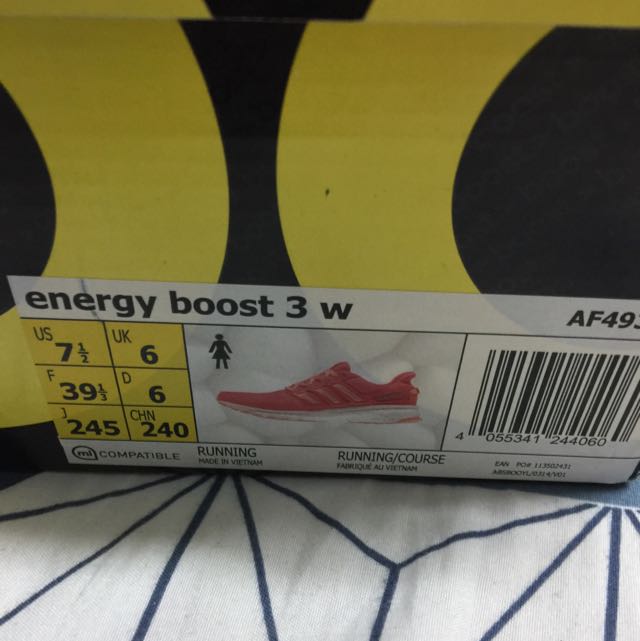 energy boost 3 w
US 7½ UK 6
F 39⅓ D 6
J 245 CHN 240
mi COMPATIBLE
RUNNING
MADE IN VIETNAM
RUNNING/COURSE
FABRIQUÉ AU VIETNAM
4 055341 244060
EAN PO# 113502431